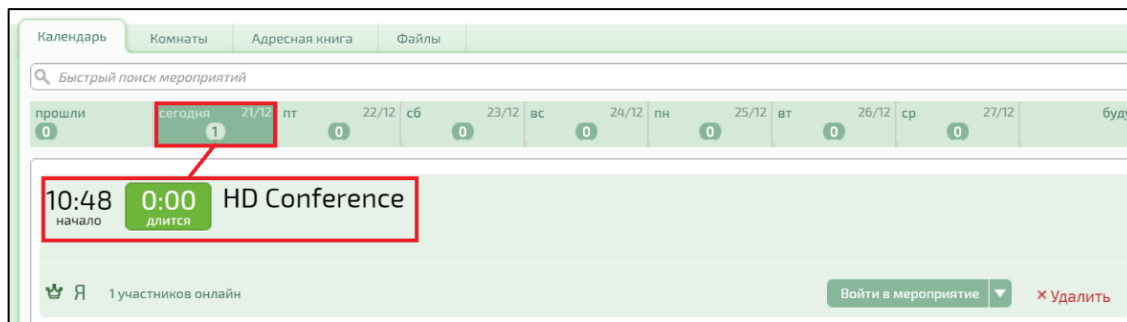 Календарь Комнаты Адресная книга Файлы
Быстрый поиск мероприятий
прошли сегодня 21/12 пт 22/12 сб 23/12 вс 24/12 пн 25/12 вт 26/12 ср 27/12
0 1 0 0 0 0 0 0
10:48 0:00 HD Conference
начало длится
Я 1 участников онлайн Войти в мероприятие Удалить